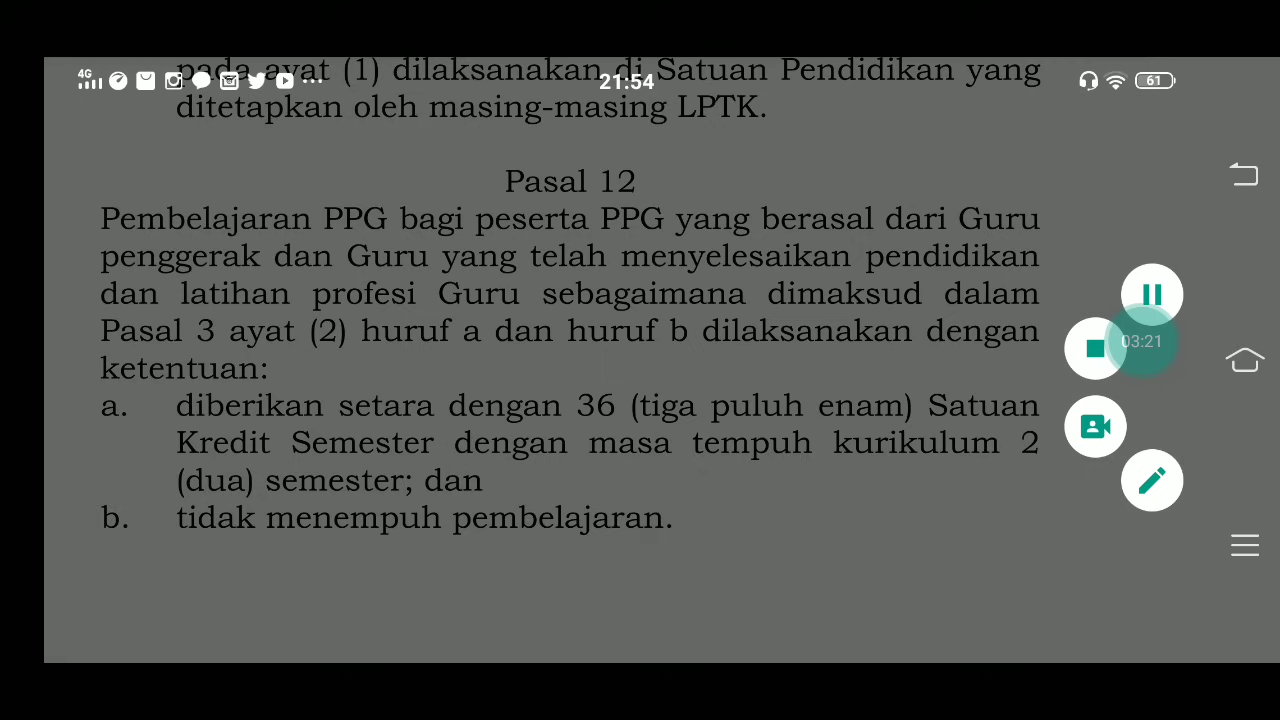 4G
21:54
61
pada ayat (1) dilaksanakan di Satuan Pendidikan yang
ditetapkan oleh masing-masing LPTK.
Pasal 12
Pembelajaran PPG bagi peserta PPG yang berasal dari Guru
penggerak dan Guru yang telah menyelesaikan pendidikan
dan latihan profesi Guru sebagaimana dimaksud dalam
Pasal 3 ayat (2) huruf a dan huruf b dilaksanakan dengan
ketentuan:
a. diberikan setara dengan 36 (tiga puluh enam) Satuan
Kredit Semester dengan masa tempuh kurikulum 2
(dua) semester; dan
b. tidak menempuh pembelajaran.
03:21